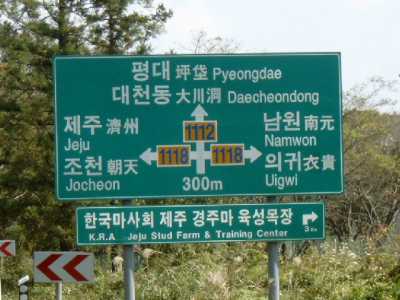 평대 坪岱 Pyeongdae
대천동 大川洞 Daecheondong
제주 濟州
Jeju
조천 朝天
Jocheon
1112
1118 1118
300m
남원 南元
Namwon
의귀 衣貴
Uigwi
한국마사회 제주 경주마 육성목장
K.R.A Jeju Stud Farm & Training Center
3㎞